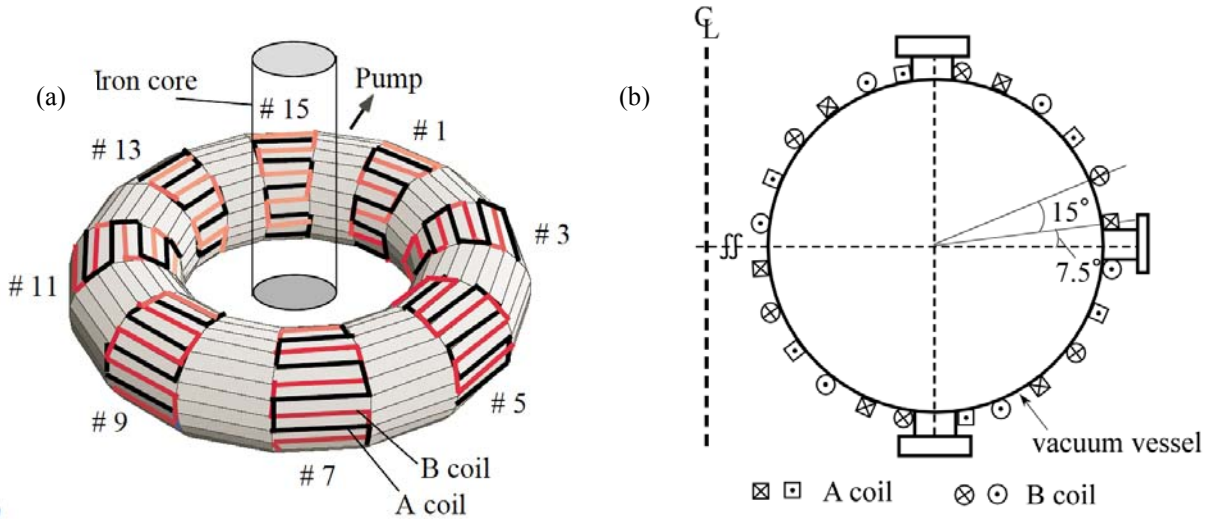 (a)
Iron core
Pump
# 15
# 1
# 13
# 3
# 11
# 5
# 9
# 7
B coil
A coil
(b)
℄
∬
15°
7.5°
vacuum vessel
A coil
B coil